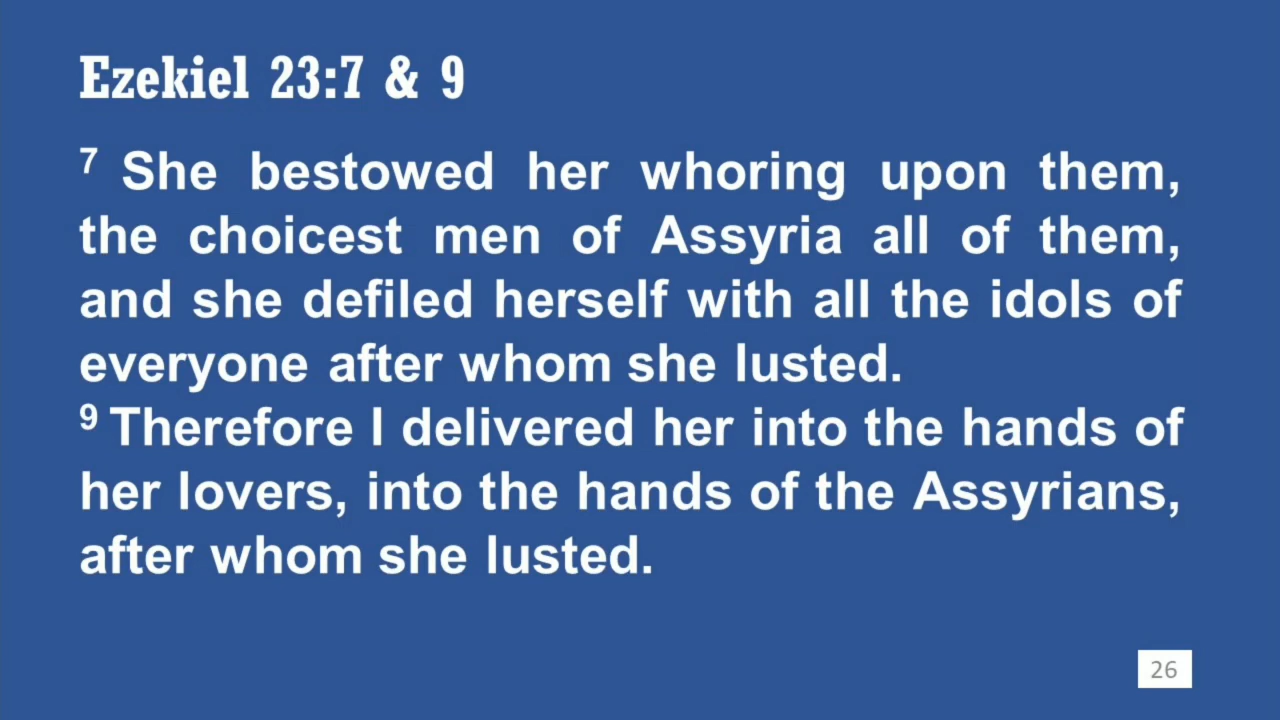 Ezekiel 23:7 & 9
7 She bestowed her whoring upon them,
the choicest men of Assyria all of them,
and she defiled herself with all the idols of
everyone after whom she lusted.
9 Therefore I delivered her into the hands of
her lovers, into the hands of the Assyrians,
after whom she lusted.
26